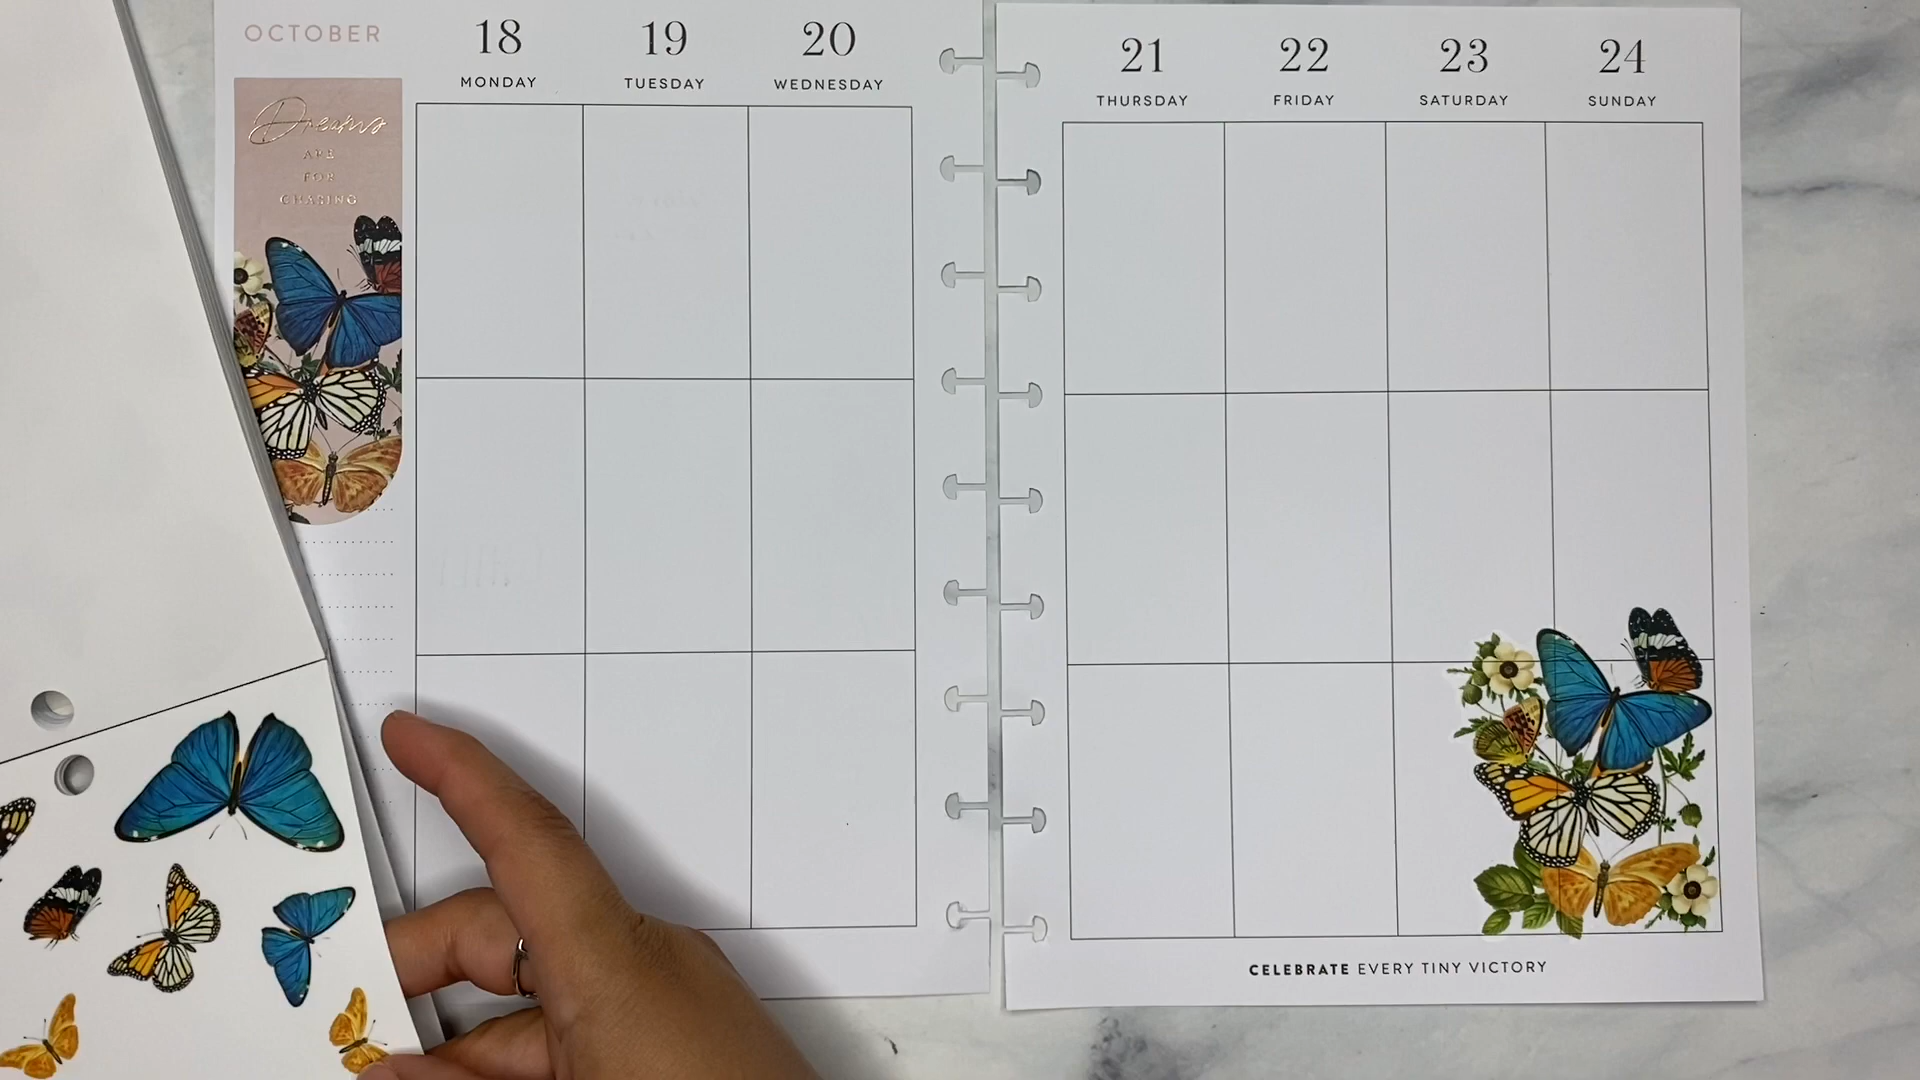 OCTOBER
18 19 20
MONDAY TUESDAY WEDNESDAY
Dreams
ARE
FOR
CHASING
21 22 23 24
THURSDAY FRIDAY SATURDAY SUNDAY
CELEBRATE EVERY TINY VICTORY